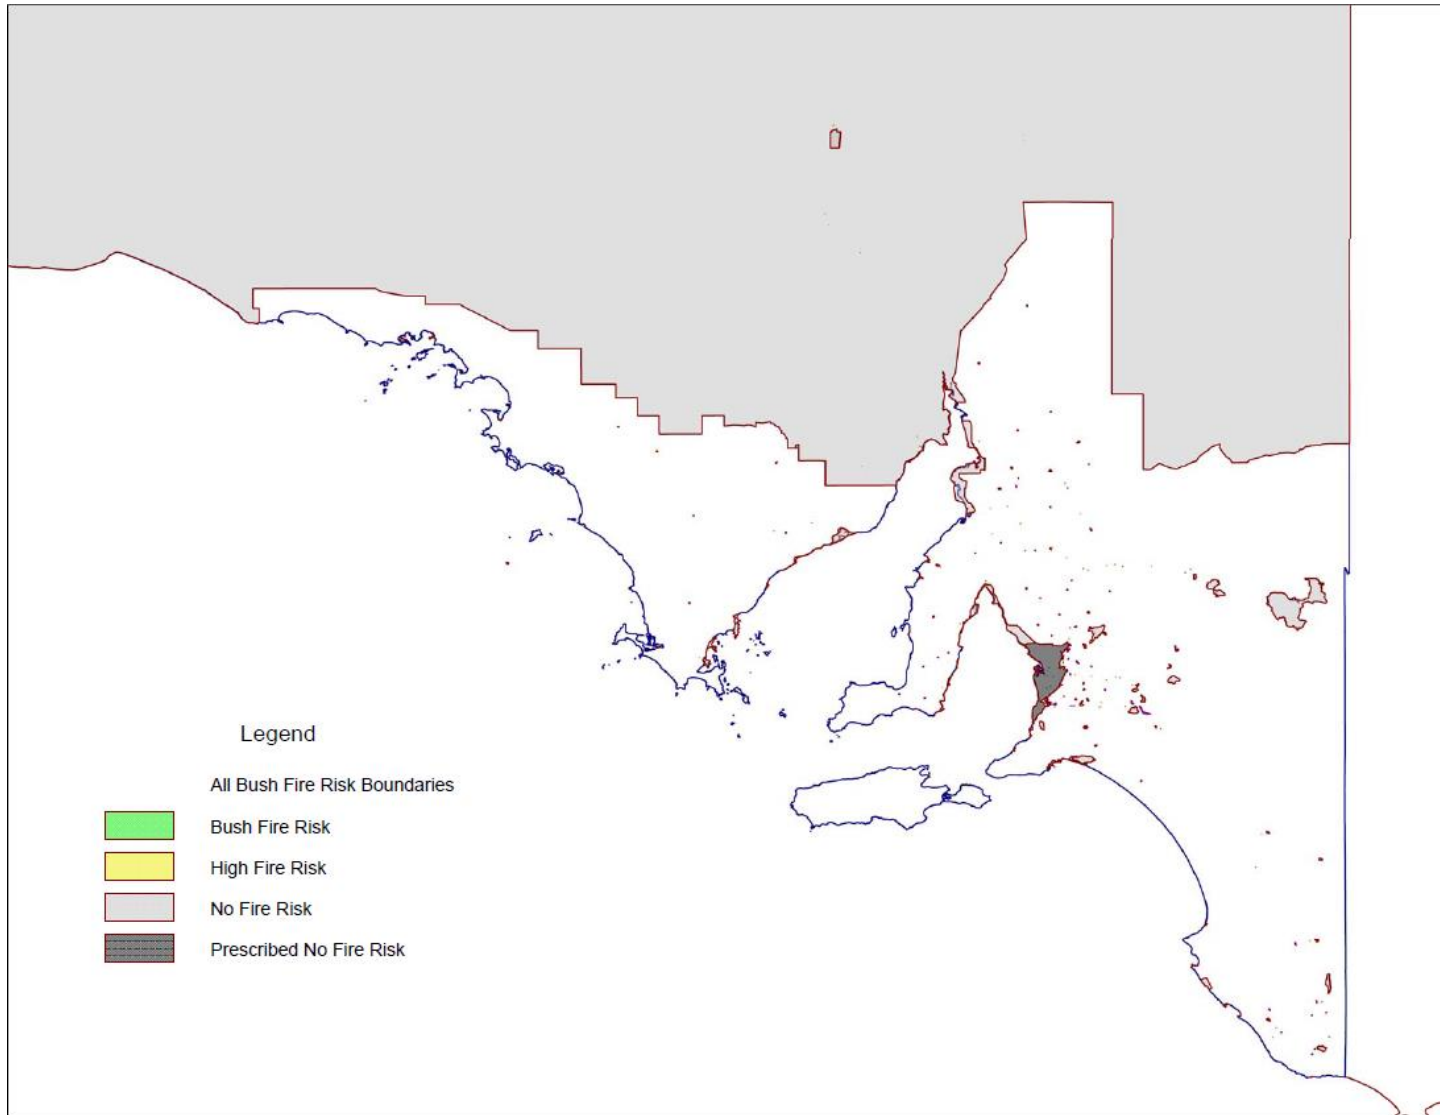 Legend
All Bush Fire Risk Boundaries
Bush Fire Risk
High Fire Risk
No Fire Risk
Prescribed No Fire Risk